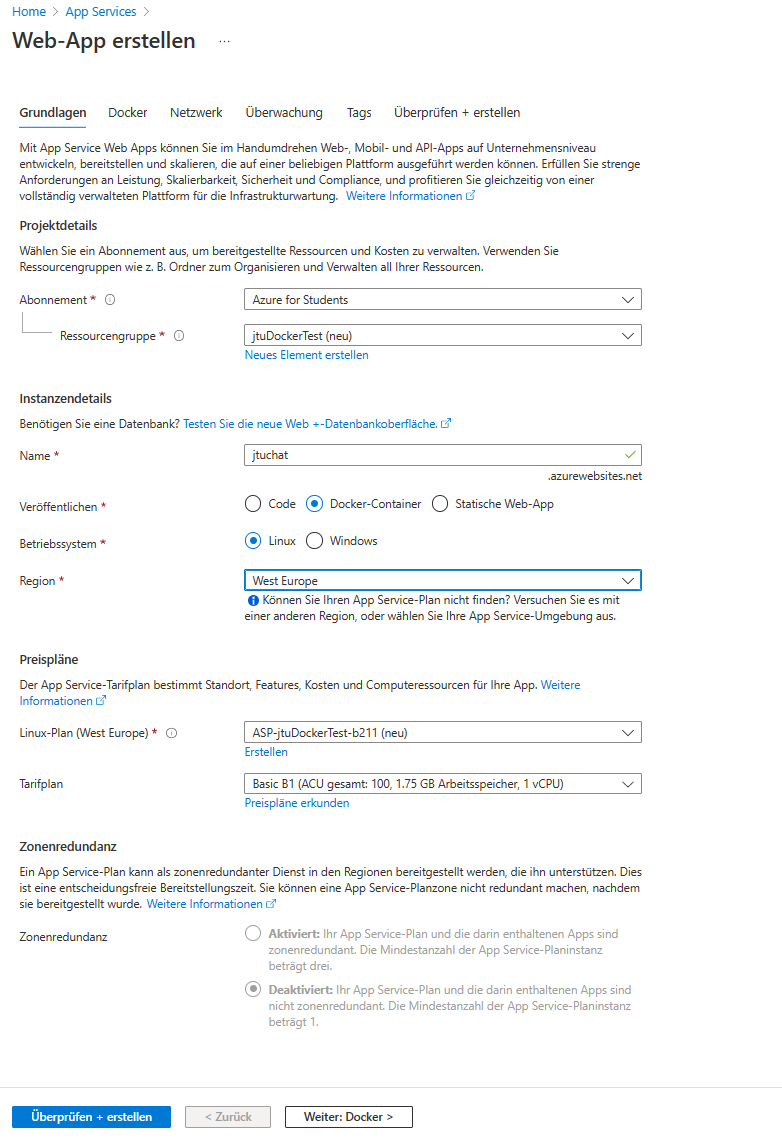 Home > App Services >
Web-App erstellen ...
Grundlagen Docker Netzwerk Überwachung Tags Überprüfen + erstellen
Mit App Service Web Apps können Sie im Handumdrehen Web-, Mobil- und API-Apps auf Unternehmensniveau
entwickeln, bereitstellen und skalieren, die auf einer beliebigen Plattform ausgeführt werden können. Erfüllen Sie strenge
Anforderungen an Leistung, Skalierbarkeit, Sicherheit und Compliance, und profitieren Sie gleichzeitig von einer
vollständig verwalteten Plattform für die Infrastrukturwartung. Weitere Informationen
Projektdetails
Wählen Sie ein Abonnement aus, um bereitgestellte Ressourcen und Kosten zu verwalten. Verwenden Sie
Ressourcengruppen wie z. B. Ordner zum Organisieren und Verwalten all Ihrer Ressourcen.
Abonnement * Azure for Students
Ressourcengruppe * jtuDockerTest (neu)
Neues Element erstellen
Instanzendetails
Benötigen Sie eine Datenbank? Testen Sie die neue Web +-Datenbankoberfläche.
Name * jtuchat
.azurewebsites.net
Veröffentlichen * Code Docker-Container Statische Web-App
Betriebssystem * Linux Windows
Region * West Europe
Können Sie Ihren App Service-Plan nicht finden? Versuchen Sie es mit
einer anderen Region, oder wählen Sie Ihre App Service-Umgebung aus.
Preispläne
Der App Service-Tarifplan bestimmt Standort, Features, Kosten und Computeressourcen für Ihre App. Weitere
Informationen
Linux-Plan (West Europe) * ASP-jtuDockerTest-b211 (neu)
Erstellen
Tarifplan Basic B1 (ACU gesamt: 100, 1.75 GB Arbeitsspeicher, 1 vCPU)
Preispläne erkunden
Zonenredundanz
Ein App Service-Plan kann als zonenredundanter Dienst in den Regionen bereitgestellt werden, die ihn unterstützen. Dies
ist eine entscheidungsfreie Bereitstellungszeit. Sie können eine App Service-Planzone nicht redundant machen, nachdem
sie bereitgestellt wurde. Weitere Informationen
Zonenredundanz Aktiviert: Ihr App Service-Plan und die darin enthaltenen Apps sind
zonenredundant. Die Mindestanzahl der App Service-Planinstanz
beträgt drei.
Deaktiviert: Ihr App Service-Plan und die darin enthaltenen Apps sind
nicht zonenredundant. Die Mindestanzahl der App Service-Planinstanz
beträgt 1.
Überprüfen + erstellen < Zurück Weiter: Docker >